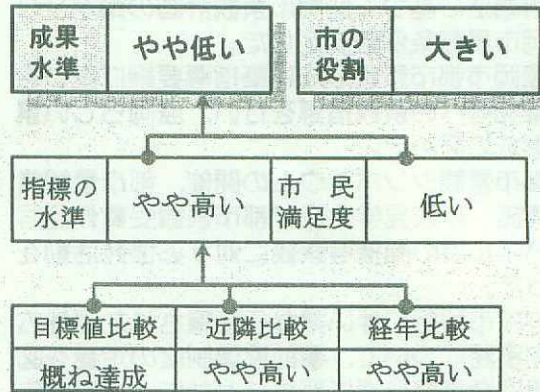 成果
水準
やや低い
市の
役割
大きい
指標の
水準
やや高い
市民
満足度
低い
目標値比較 近隣比較 経年比較
概ね達成 やや高い やや高い